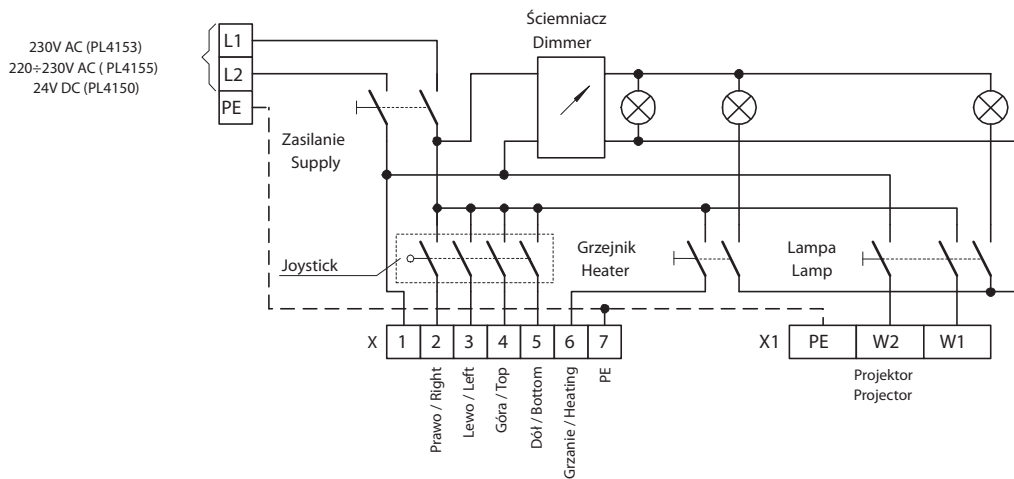 Ściemniacz
Dimmer
230V AC (PL4153)
220÷230V AC ( PL4155)
24V DC (PL4150)
L1
L2
PE
Zasilanie
Supply
Joystick
Grzejnik
Heater
Lampa
Lamp
X 1 2 3 4 5 6 7
X1 PE W2 W1
Prawo / Right
Lewo / Left
Góra / Top
Dół / Bottom
Grzanie / Heating
PE
Projektor
Projector